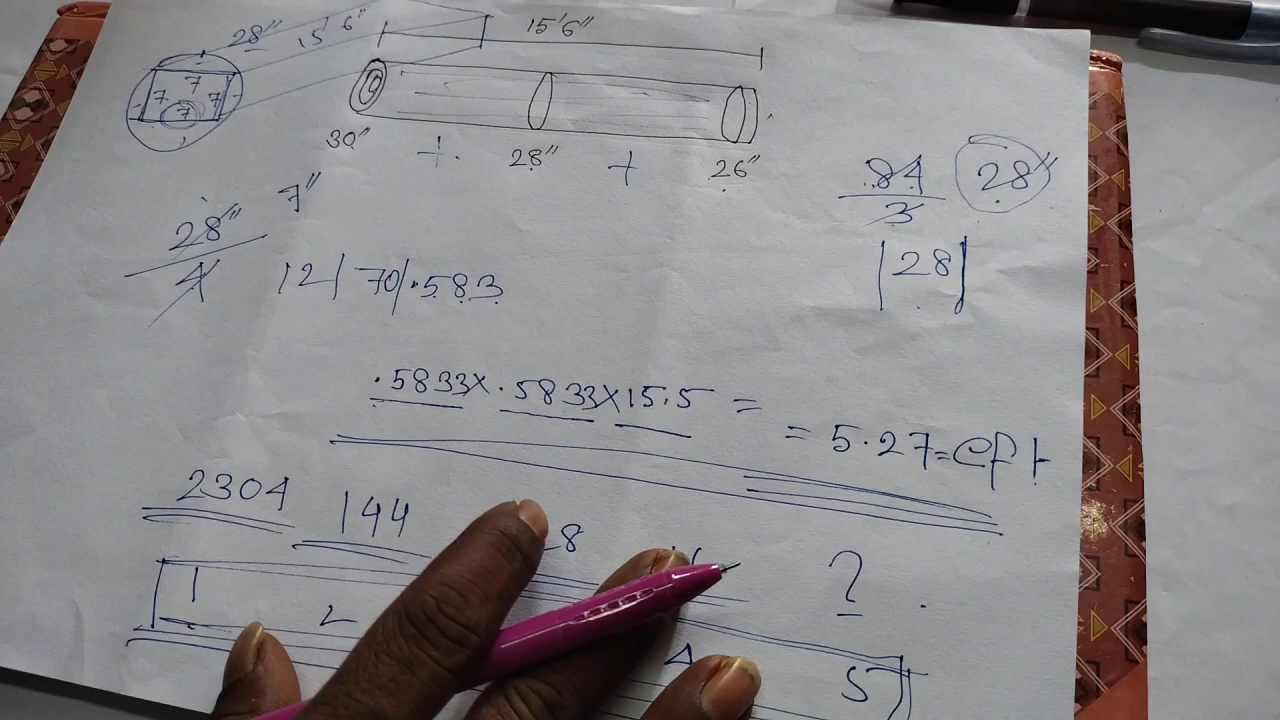 28" 15' 6" 15'6"
7
7 7
7
30" + 28" + 26"
84
3
28"
|28|
28"
4
7"
12|70|.583
.5833×.5833×15.5 =
= 5.27=Cft
2304 144 8 ?
1 2 4 5